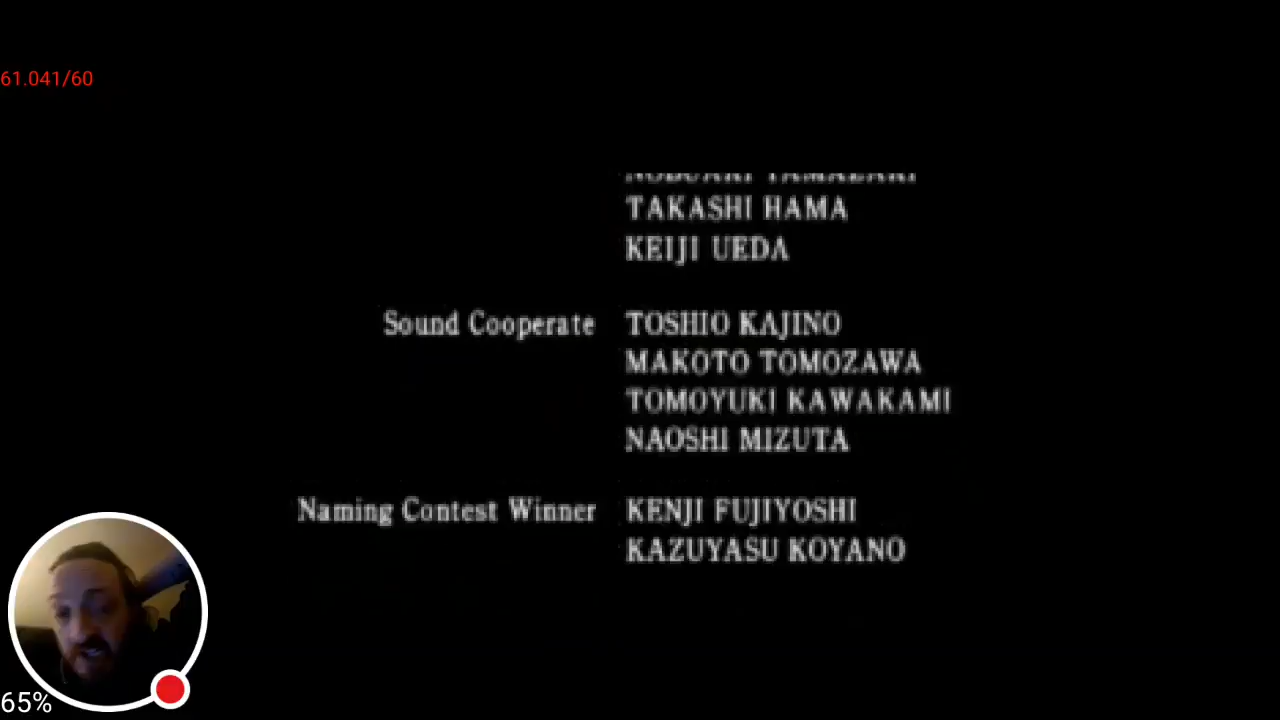 61.041/60
TAKASHI HAMA
KEIJI UEDA
Sound Cooperate TOSHIO KAJINO
MAKOTO TOMOZAWA
TOMOYUKI KAWAKAMI
NAOSHI MIZUTA
Naming Contest Winner KENJI FUJIYOSHI
KAZUYASU KOYANO
65%